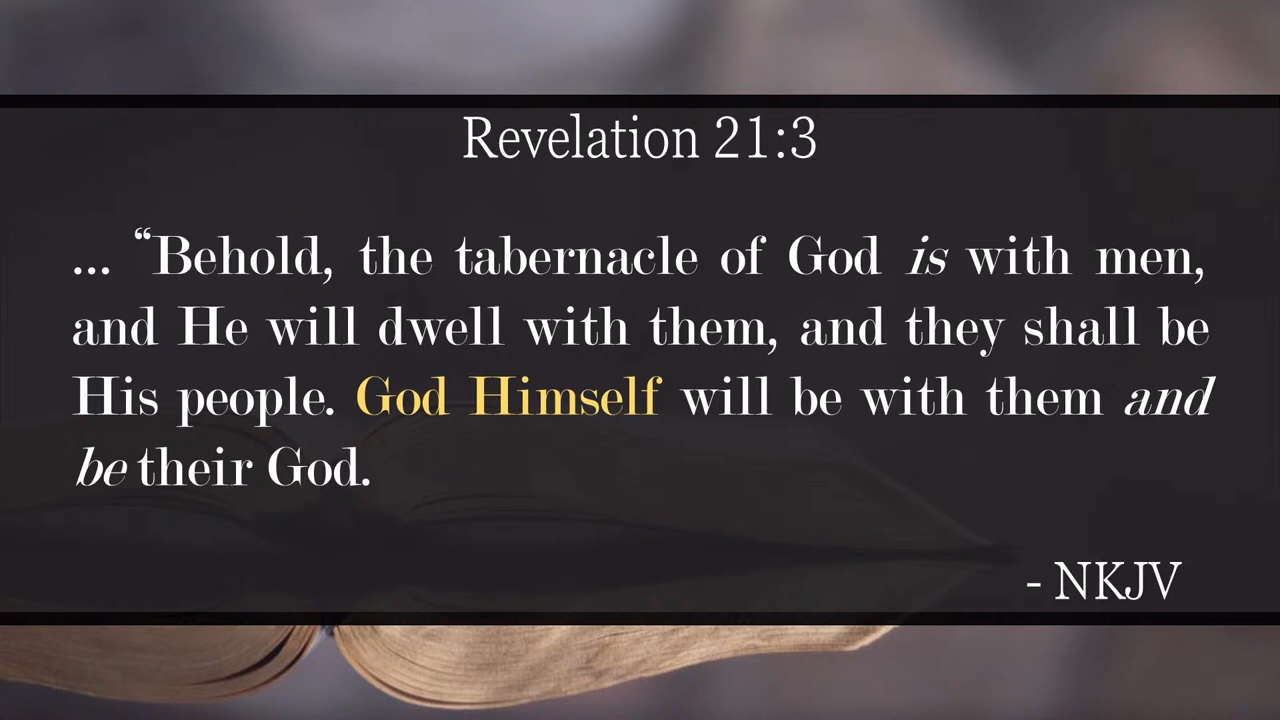 Revelation 21:3
... “Behold, the tabernacle of God is with men,
and He will dwell with them, and they shall be
His people. God Himself will be with them and
be their God.
- NKJV